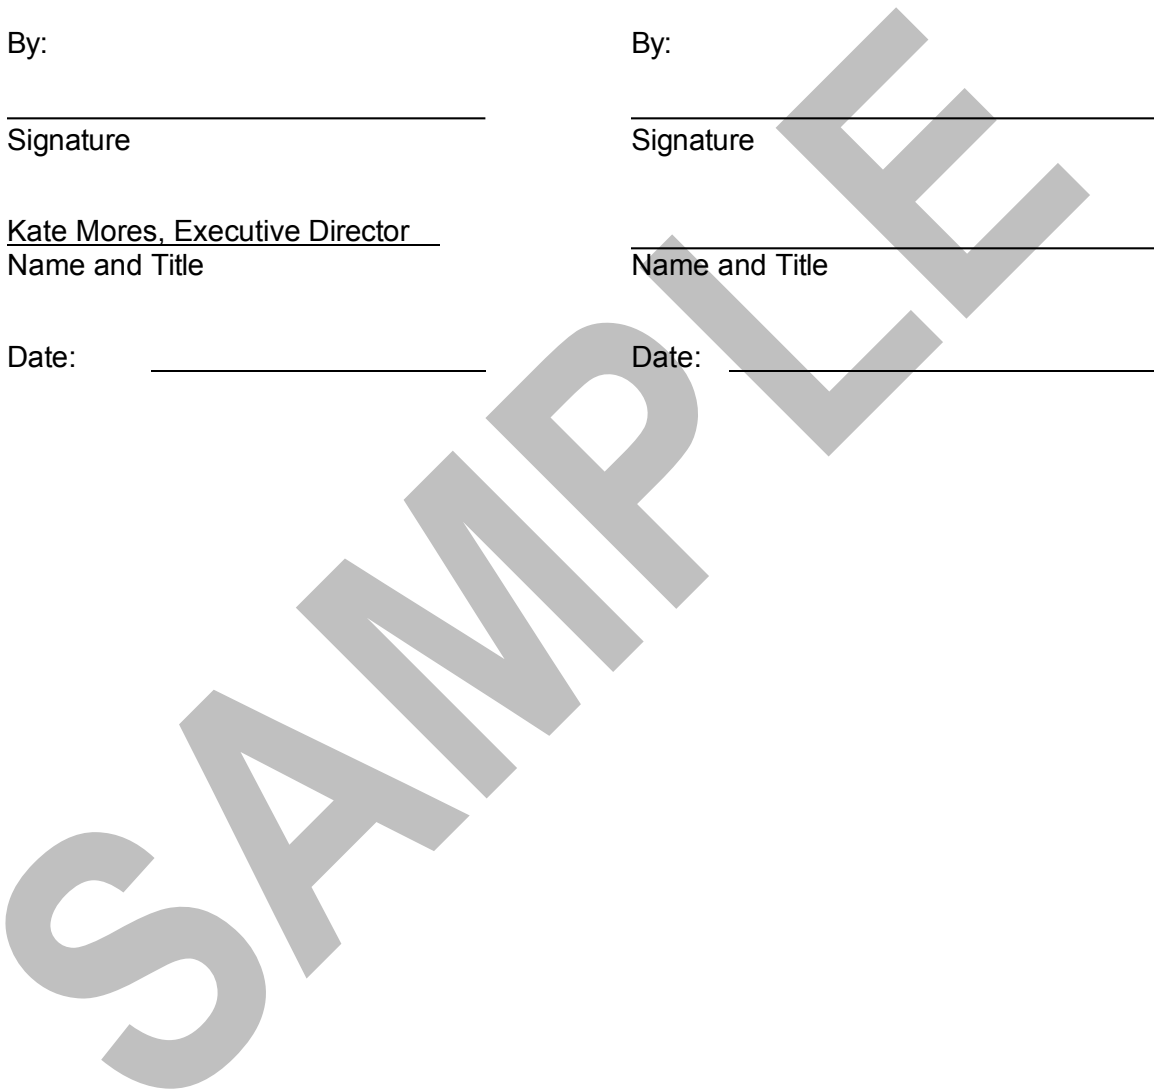 By:
Signature
Kate Mores, Executive Director
Name and Title
Date:
By:
Signature
Name and Title
Date:
SAMPLE